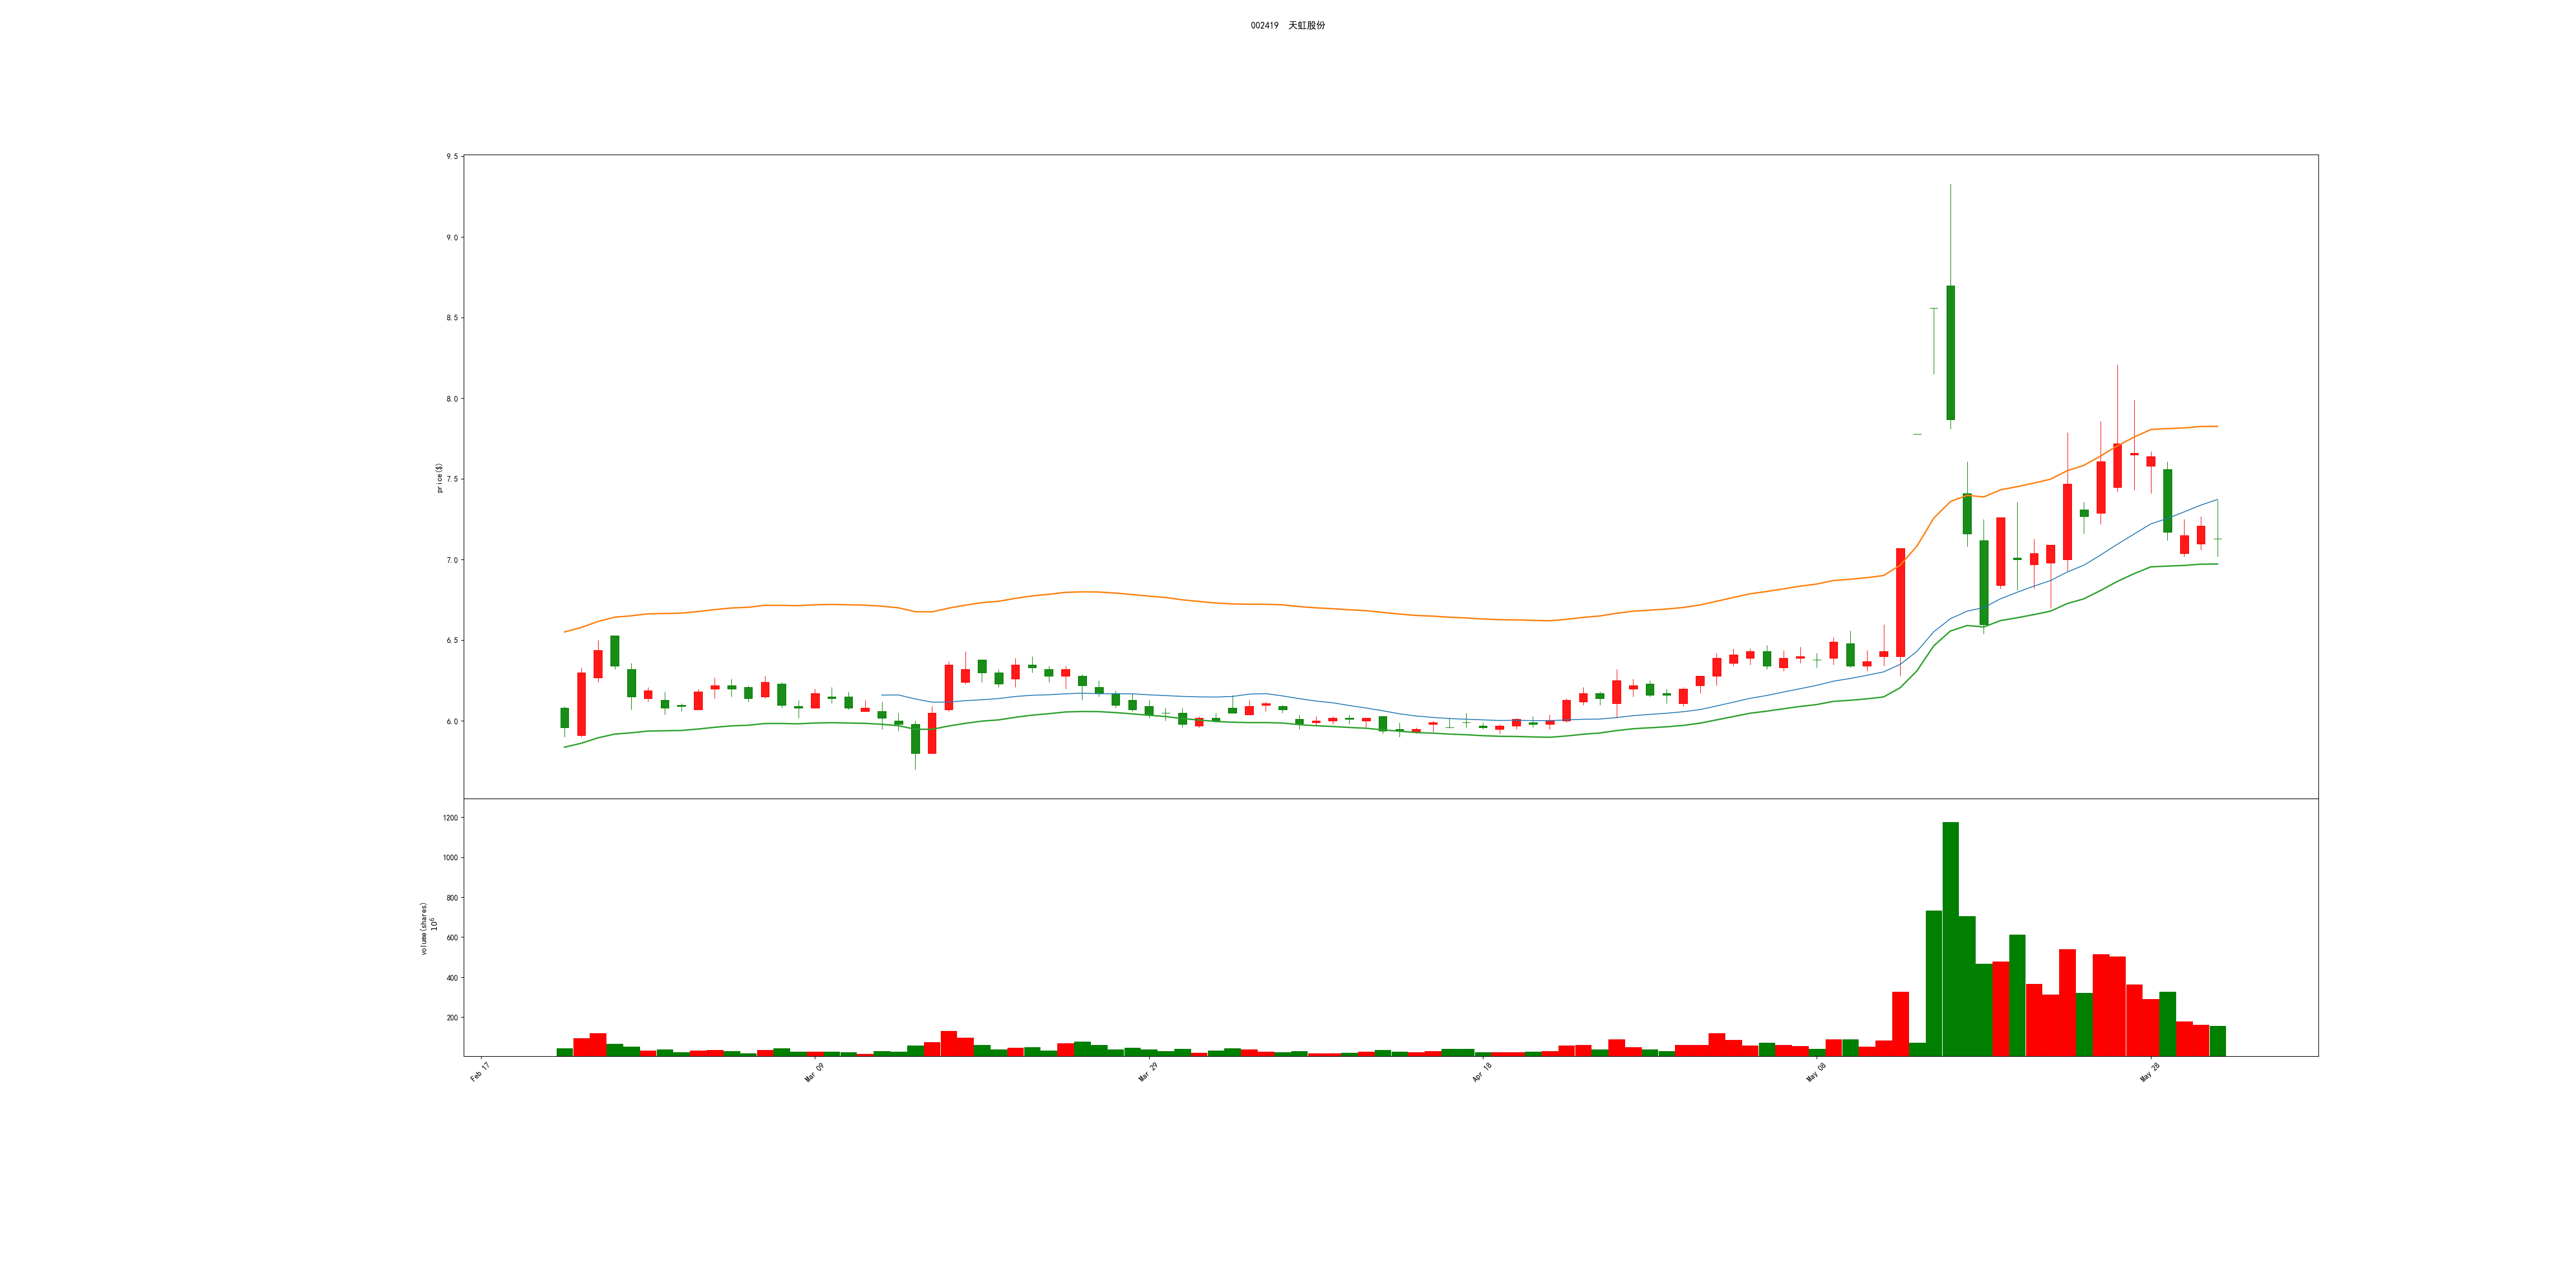 002419 天虹股份
9.5
9.0
8.5
8.0
7.5
7.0
6.5
6.0
price($)
1200
1000
800
600
400
200
volume(shares)
10^6
Feb 17
Mar 09
Mar 29
Apr 18
May 08
May 28